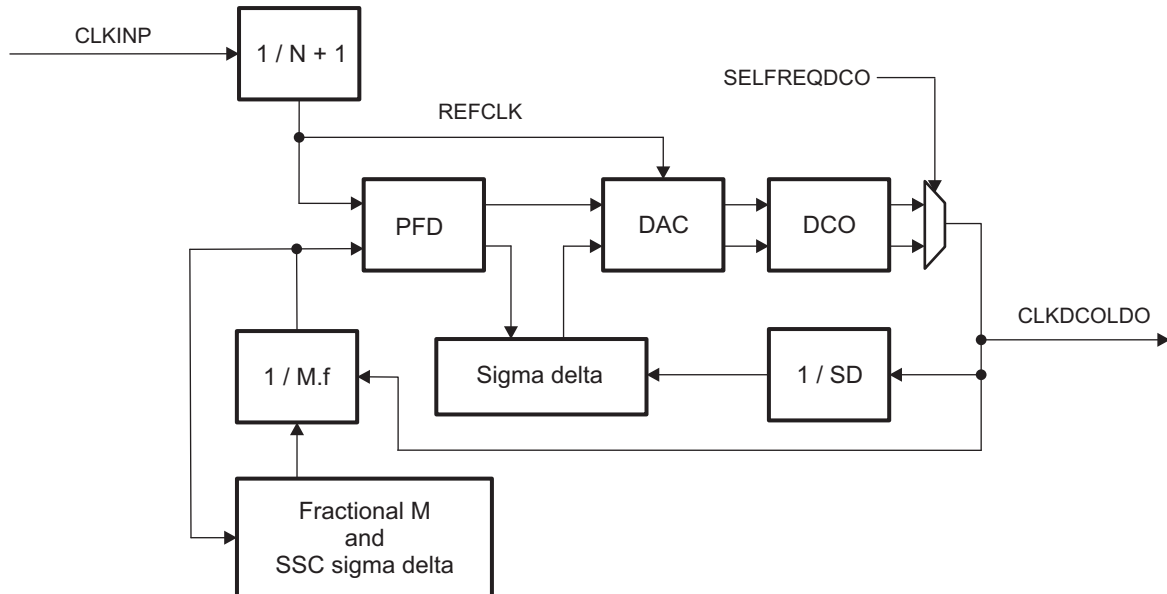 CLKINP
1 / N + 1
SELFREQDCO
REFCLK
PFD
DAC
DCO
CLKDCOLDO
1 / M.f
Sigma delta
1 / SD
Fractional M
and
SSC sigma delta